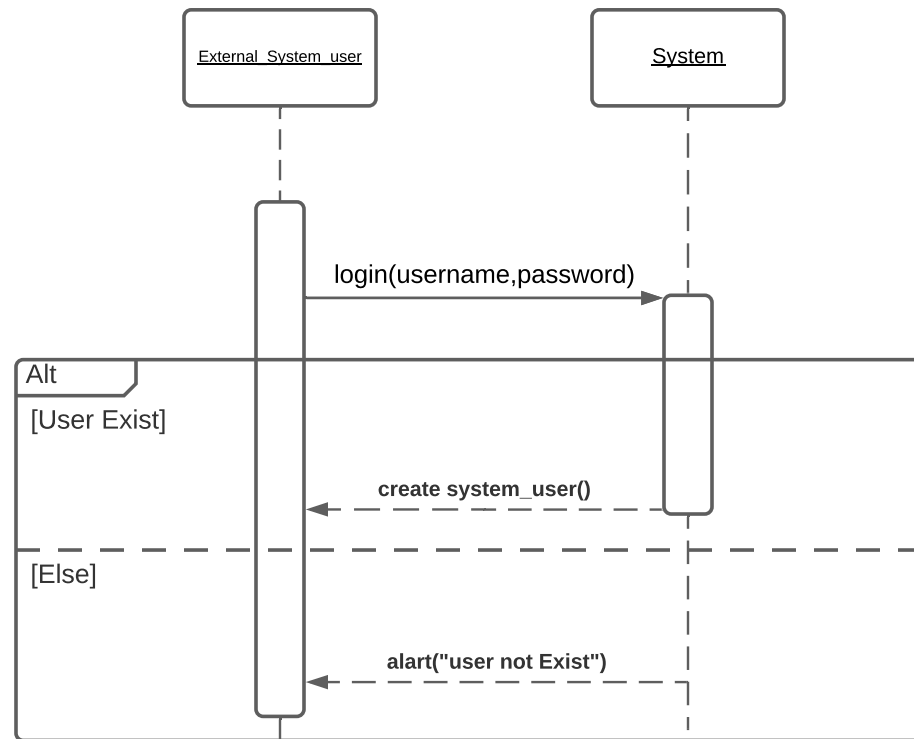 External_System_user
System
login(username,password)
Alt
[User Exist]
create system_user()
[Else]
alart("user not Exist")